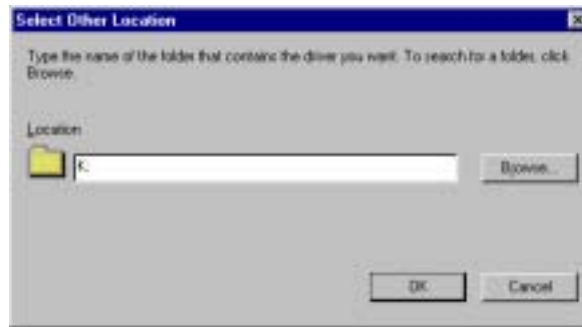 Select Other Location
Type the name of the folder that contains the driver you want. To search for a folder, click
Browse.
Location
Browse...
OK
Cancel